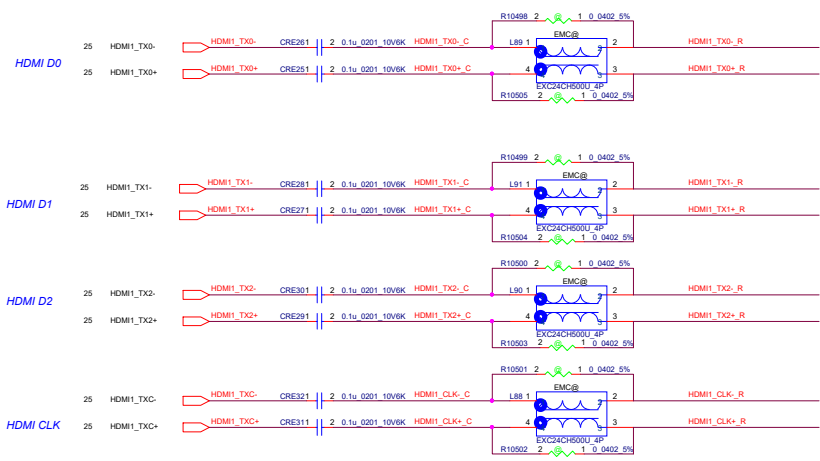 R10498 2 @ 1 0_0402_5%
EMC@
25 HDMI1_TX0- HDMI1_TX0- CRE261 2 0.1u_0201_10V6K HDMI1_TX0-_C L89 1 2 HDMI1_TX0-_R
HDMI D0
25 HDMI1_TX0+ HDMI1_TX0+ CRE251 2 0.1u_0201_10V6K HDMI1_TX0+_C 4 3 HDMI1_TX0+_R
EXC24CH500U_4P
R10505 2 @ 1 0_0402_5%
R10499 2 @ 1 0_0402_5%
EMC@
25 HDMI1_TX1- HDMI1_TX1- CRE281 2 0.1u_0201_10V6K HDMI1_TX1-_C L91 1 2 HDMI1_TX1-_R
HDMI D1
25 HDMI1_TX1+ HDMI1_TX1+ CRE271 2 0.1u_0201_10V6K HDMI1_TX1+_C 4 3 HDMI1_TX1+_R
EXC24CH500U_4P
R10504 2 @ 1 0_0402_5%
R10500 2 @ 1 0_0402_5%
EMC@
25 HDMI1_TX2- HDMI1_TX2- CRE301 2 0.1u_0201_10V6K HDMI1_TX2-_C L90 1 2 HDMI1_TX2-_R
HDMI D2
25 HDMI1_TX2+ HDMI1_TX2+ CRE291 2 0.1u_0201_10V6K HDMI1_TX2+_C 4 3 HDMI1_TX2+_R
EXC24CH500U_4P
R10503 2 @ 1 0_0402_5%
R10501 2 @ 1 0_0402_5%
EMC@
25 HDMI1_TXC- HDMI1_TXC- CRE321 2 0.1u_0201_10V6K HDMI1_CLK-_C L88 1 2 HDMI1_CLK-_R
HDMI CLK
25 HDMI1_TXC+ HDMI1_TXC+ CRE311 2 0.1u_0201_10V6K HDMI1_CLK+_C 4 3 HDMI1_CLK+_R
EXC24CH500U_4P
R10502 2 @ 1 0_0402_5%